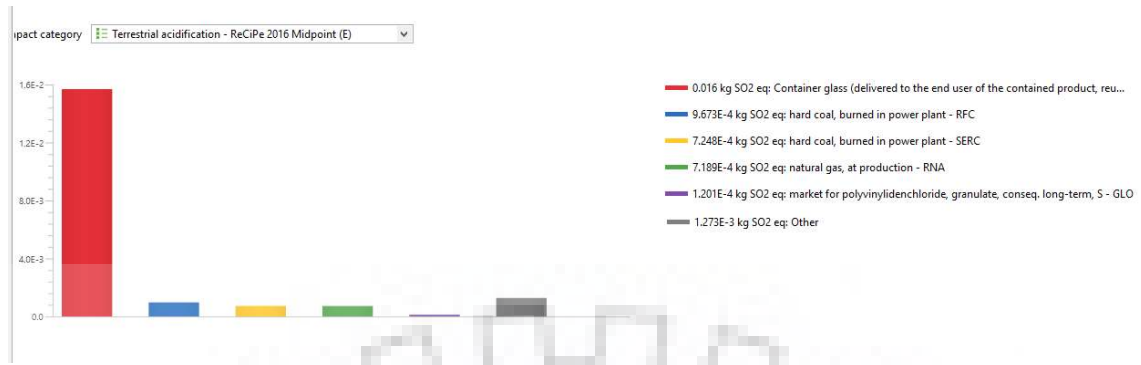 pact category Terrestrial acidification - ReCiPe 2016 Midpoint (E)
1.6E-2
1.2E-2
8.0E-3
4.0E-3
0.0
0.016 kg SO2 eq: Container glass (delivered to the end user of the contained product, reu...
9.673E-4 kg SO2 eq: hard coal, burned in power plant - RFC
7.248E-4 kg SO2 eq: hard coal, burned in power plant - SERC
7.189E-4 kg SO2 eq: natural gas, at production - RNA
1.201E-4 kg SO2 eq: market for polyvinylidenchloride, granulate, conseq. long-term, S - GLO
1.273E-3 kg SO2 eq: Other